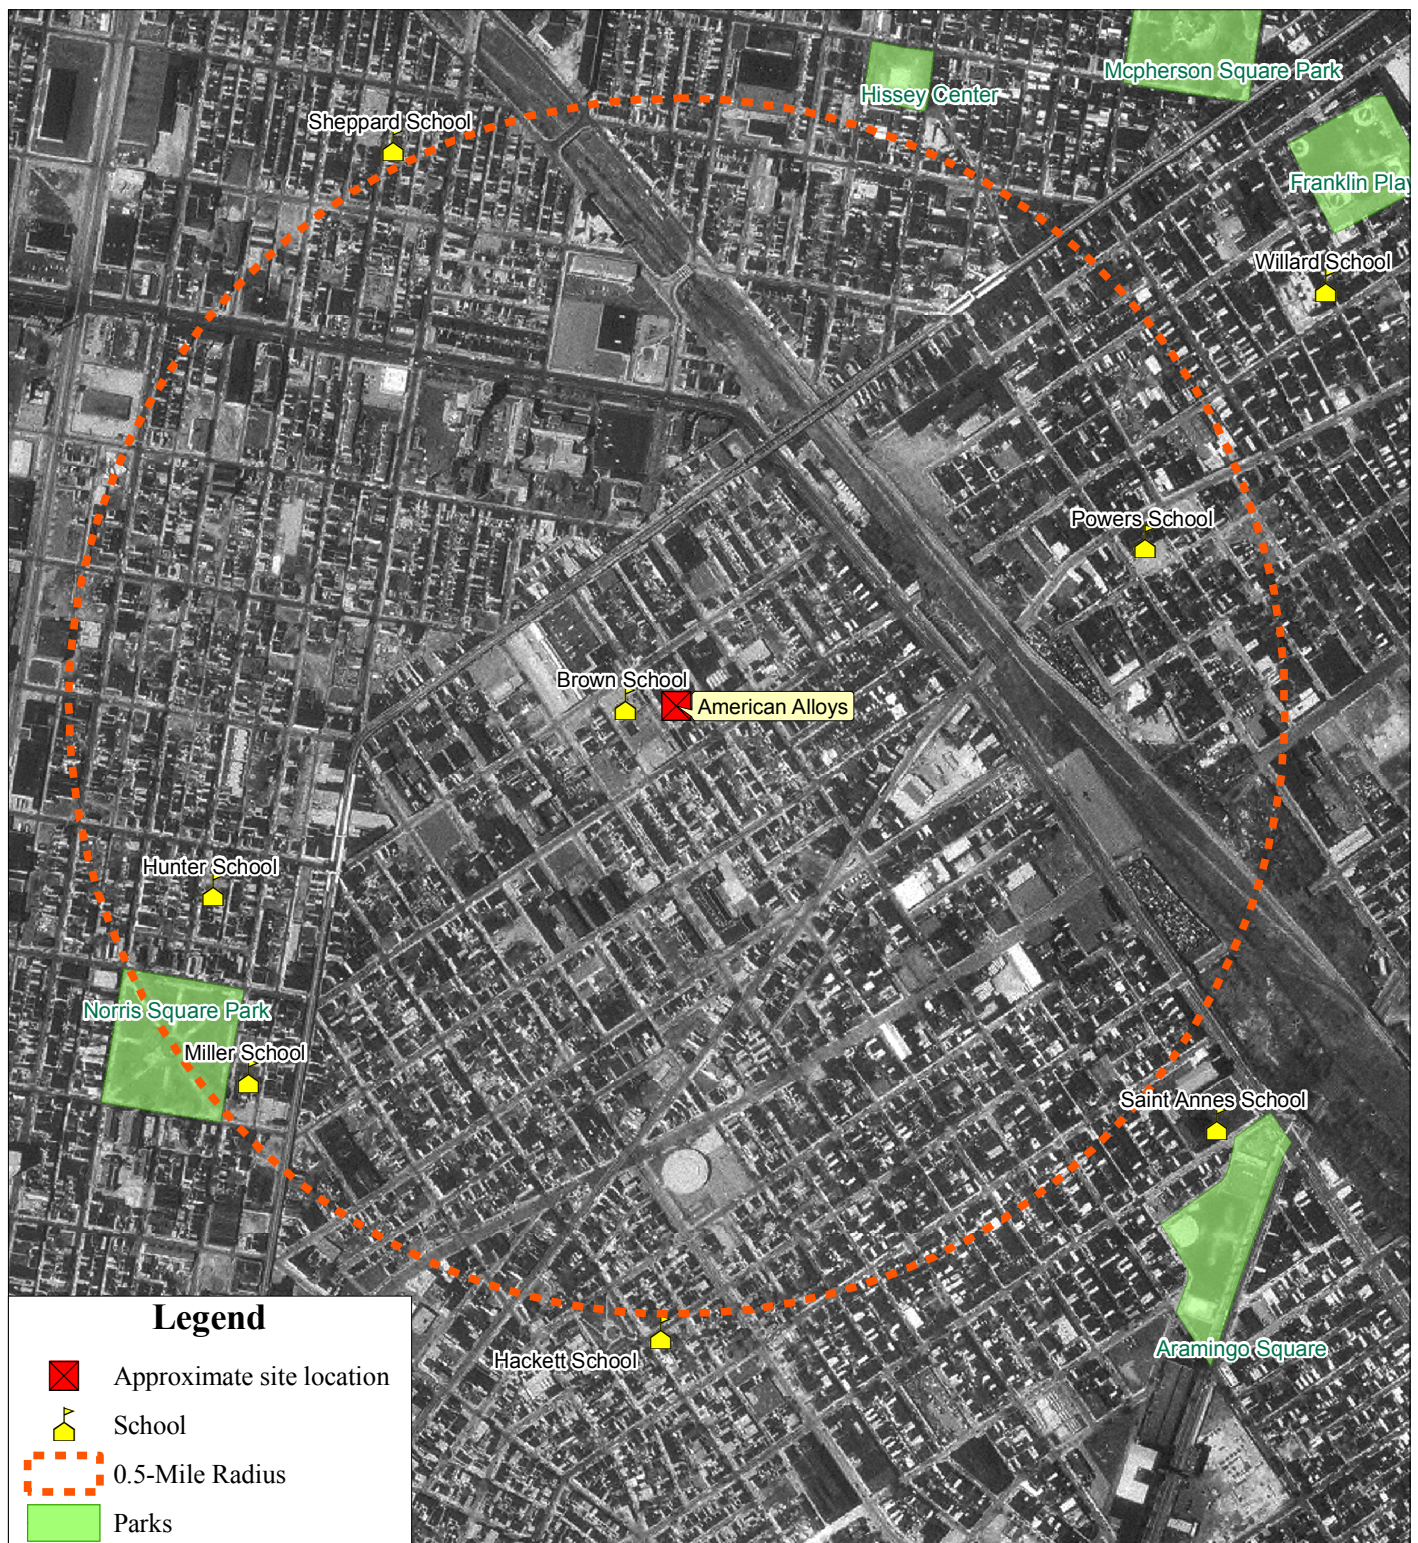 Mcpherson Square Park
Hissey Center
Sheppard School
Franklin Play
Willard School
Powers School
Brown School
American Alloys
Hunter School
Norris Square Park
Miller School
Saint Annes School
Aramingo Square
Hackett School
Legend
Approximate site location
School
0.5-Mile Radius
Parks